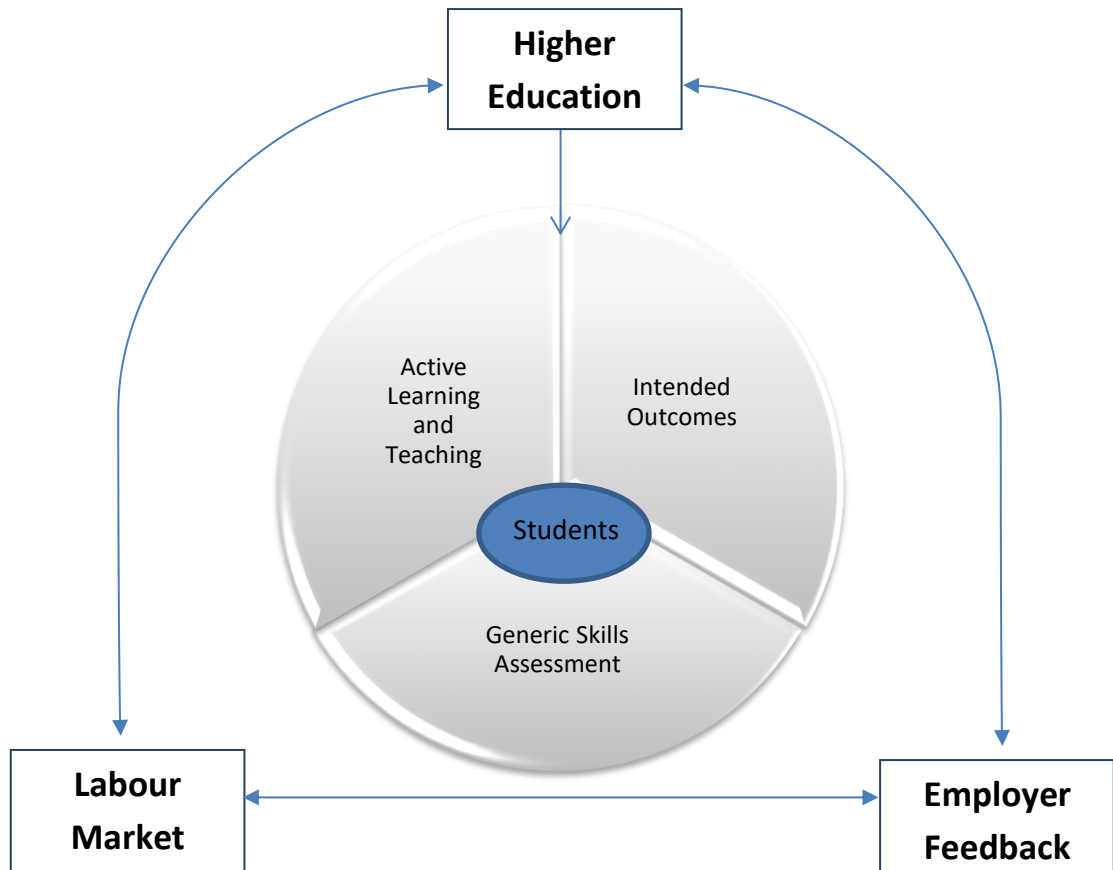 Higher
Education
Active
Learning
and
Teaching
Intended
Outcomes
Students
Generic Skills
Assessment
Labour
Market
Employer
Feedback